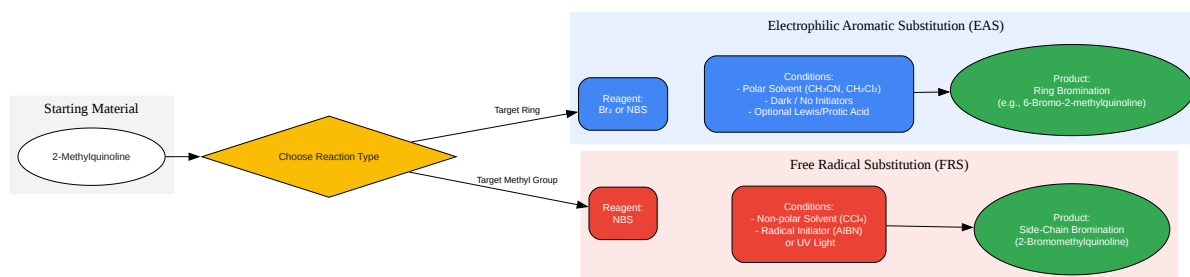 Starting Material
2-Methylquinoline
Choose Reaction Type
Target Ring
Target Methyl Group
Electrophilic Aromatic Substitution (EAS)
Reagent:
Br₂ or NBS
Conditions:
- Polar Solvent (CH₃CN, CH₂Cl₂)
- Dark / No Initiators
- Optional Lewis/Protic Acid
Product:
Ring Bromination
(e.g., 6-Bromo-2-methylquinoline)
Free Radical Substitution (FRS)
Reagent:
NBS
Conditions:
- Non-polar Solvent (CCl₄)
- Radical Initiator (AIBN)
or UV Light
Product:
Side-Chain Bromination
(2-Bromomethylquinoline)